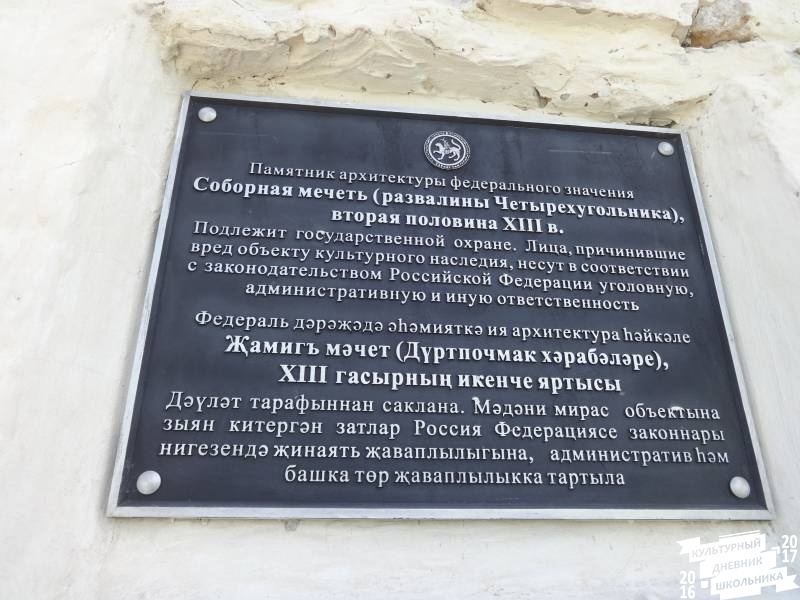 Памятник архитектуры федерального значения
Соборная мечеть (развалины Четырехугольника),
вторая половина XIII в.
Подлежит государственной охране. Лица, причинившие
вред объекту культурного наследия, несут в соответствии
с законодательством Российской Федерации уголовную,
административную и иную ответственность
Федераль дәрәҗәдә әһәмияткә ия архитектура һәйкәле
Җамигъ мәчет (Дүртпочмак хәрабәләре),
XIII гасырның икенче яртысы
Дәүләт тарафыннан саклана. Мәдәни мирас объектына
зыян китергән затлар Россия Федерациясе законнары
нигезендә җинаять җаваплылыгына, административ һәм
башка төр җаваплылыкка тартыла
КУЛЬТУРНЫЙ
ДНЕВНИК
ШКОЛЬНИКА
2016
2017